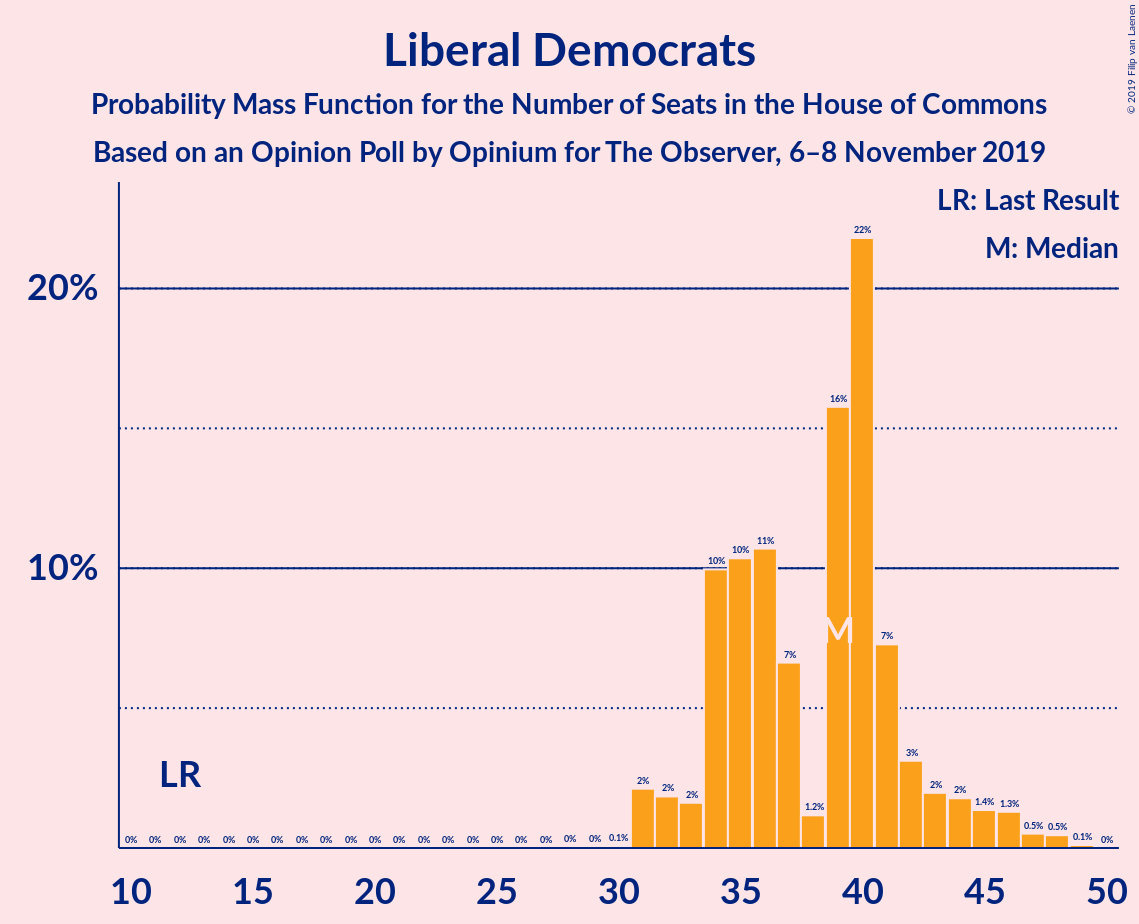 Liberal Democrats
Probability Mass Function for the Number of Seats in the House of Commons
Based on an Opinion Poll by Opinium for The Observer, 6–8 November 2019
© 2019 Filip van Laenen
LR: Last Result
M: Median
20%
10%
LR
M
0% 0% 0% 0% 0% 0% 0% 0% 0% 0% 0% 0% 0% 0% 0% 0% 0% 0% 0% 0% 0.1% 2% 2% 2% 10% 10% 11% 7% 1.2% 16% 22% 7% 3% 2% 2% 1.4% 1.3% 0.5% 0.5% 0.1% 0%
10 15 20 25 30 35 40 45 50